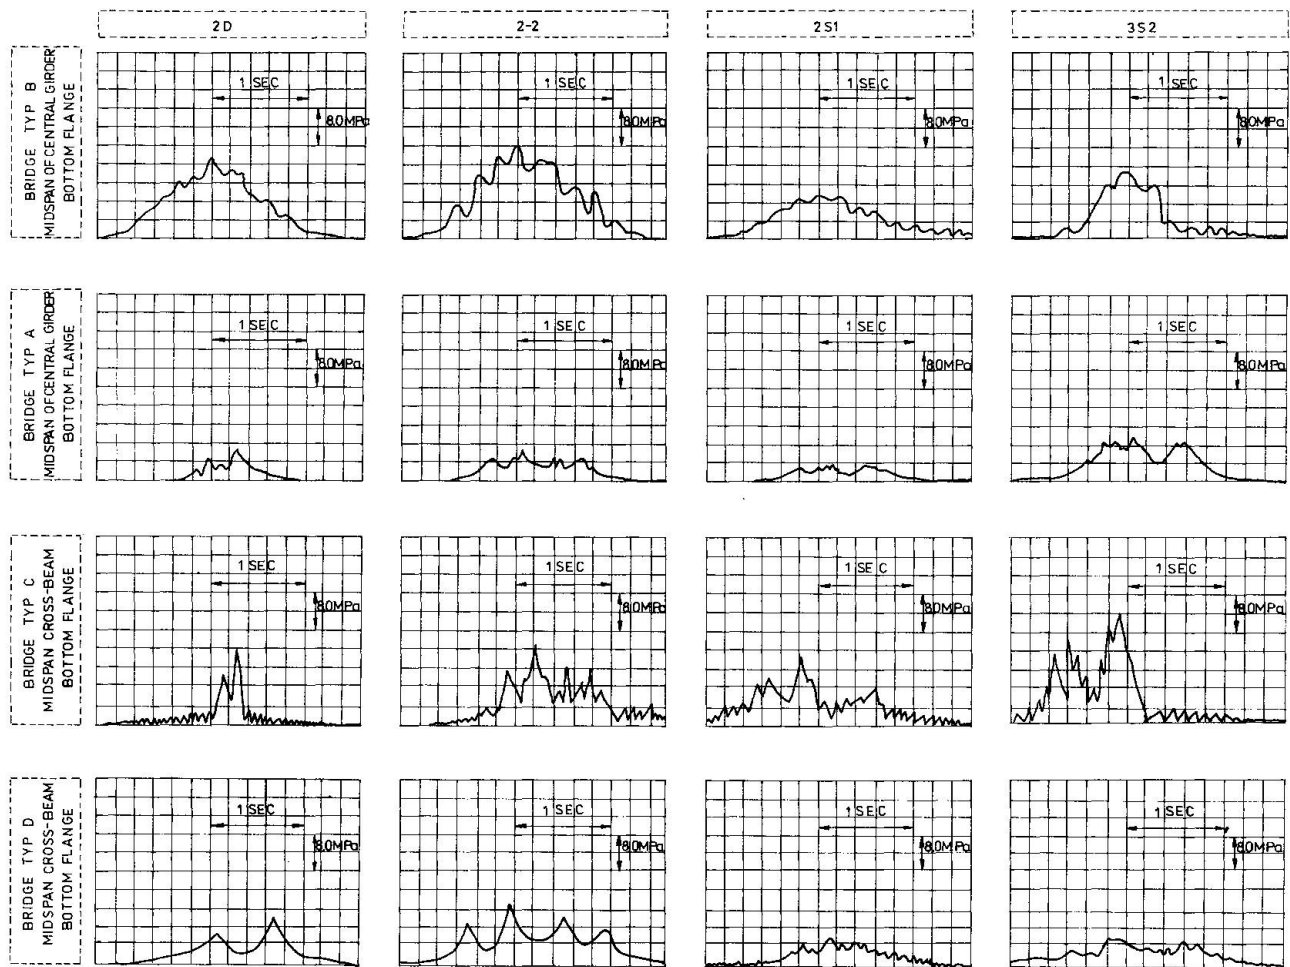 2D
2-2
2S1
3S2
BRIDGE TYP B
MIDSPAN OF CENTRAL GIRDER
BOTTOM FLANGE
1 SEC
8.0MPa
1 SEC
8.0MPa
1 SEC
8.0MPa
1 SEC
8.0MPa
BRIDGE TYP A
MIDSPAN OF CENTRAL GIRDER
BOTTOM FLANGE
1 SEC
8.0MPa
1 SEC
8.0MPa
1 SEC
8.0MPa
1 SEC
8.0MPa
BRIDGE TYP C
MIDSPAN CROSS-BEAM
BOTTOM FLANGE
1 SEC
8.0MPa
1 SEC
8.0MPa
1 SEC
8.0MPa
1 SEC
8.0MPa
BRIDGE TYP D
MIDSPAN CROSS-BEAM
BOTTOM FLANGE
1 SEC
8.0MPa
1 SEC
8.0MPa
1 SEC
8.0MPa
1 SEC
8.0MPa